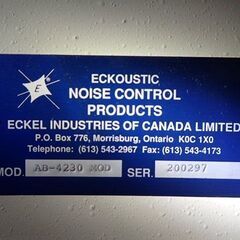 E
ECKOUSTIC
NOISE CONTROL
PRODUCTS
ECKEL INDUSTRIES OF CANADA LIMITED
P.O. Box 776, Morrisburg, Ontario K0C 1X0
Telephone: (613) 543-2967 Fax: (613) 543-4173
MOD. AB-4230 MOD SER. 200297